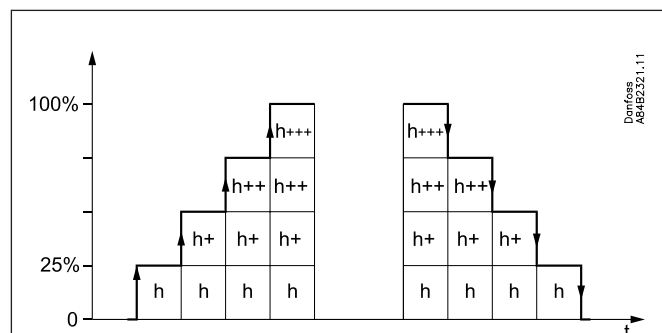 Danfoss
A84B2321.11
100%
h+++ h+++
h++ h++ h++ h++
h+ h+ h+ h+ h+ h+
25%
h h h h h h h h
0
t